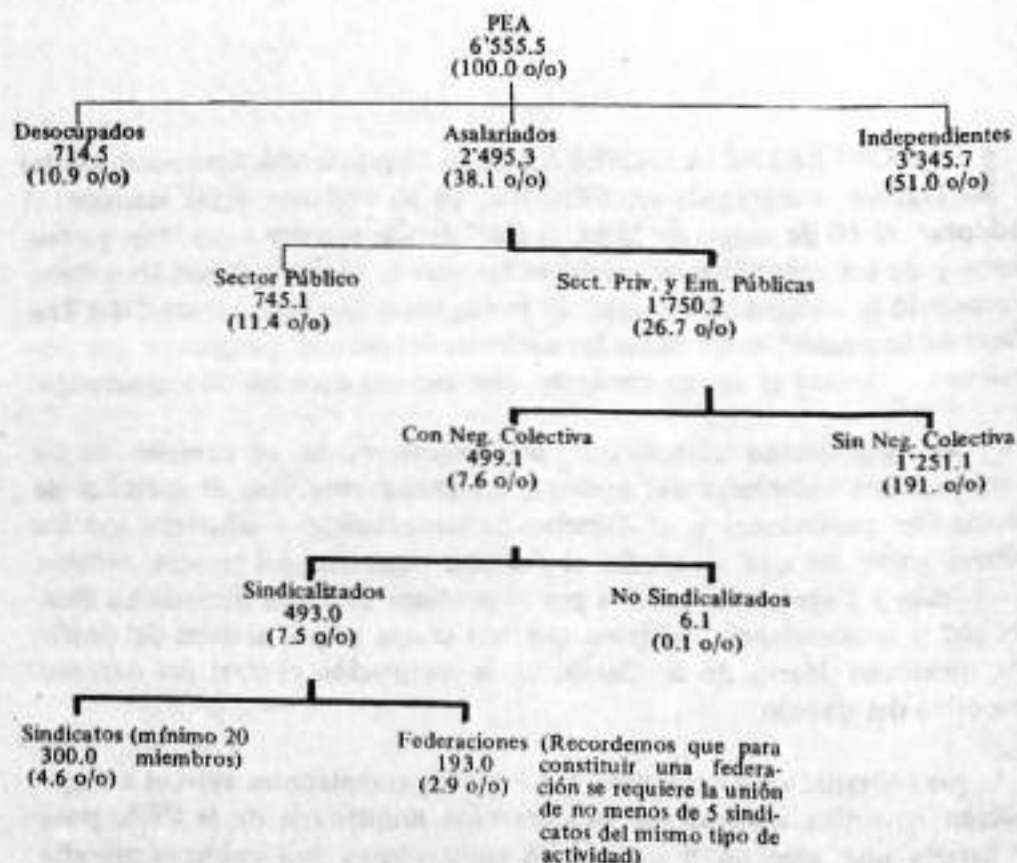 PEA
6'555.5
(100.0 o/o)
Desocupados
714.5
(10.9 o/o)
Asalariados
2'495.3
(38.1 o/o)
Independientes
3'345.7
(51.0 o/o)
Sector Público
745.1
(11.4 o/o)
Sect. Priv. y Em. Públicas
1'750.2
(26.7 o/o)
Con Neg. Colectiva
499.1
(7.6 o/o)
Sin Neg. Colectiva
1'251.1
(191. o/o)
Sindicalizados
493.0
(7.5 o/o)
No Sindicalizados
6.1
(0.1 o/o)
Sindicatos (mínimo 20
300.0 miembros)
(4.6 o/o)
Federaciones
193.0
(2.9 o/o)
(Recordemos que para
constituir una federa-
ción se requiere la unión
de no menos de 5 sindi-
catos del mismo tipo de
actividad)